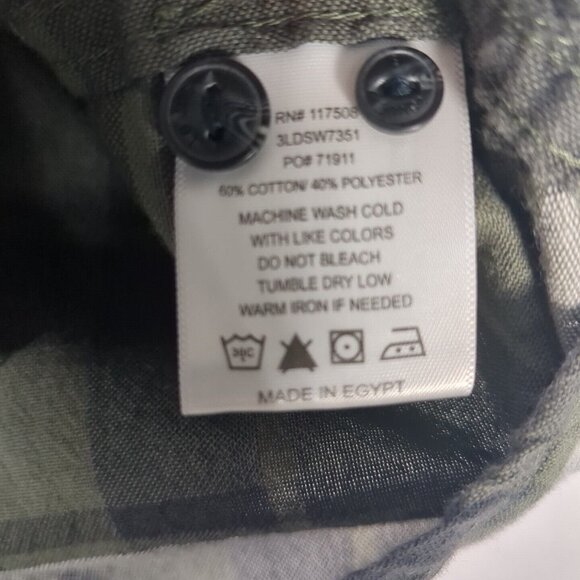 RN# 117508
3LDSW7351
PO# 71911
60% COTTON/ 40% POLYESTER
MACHINE WASH COLD
WITH LIKE COLORS
DO NOT BLEACH
TUMBLE DRY LOW
WARM IRON IF NEEDED
30C
MADE IN EGYPT